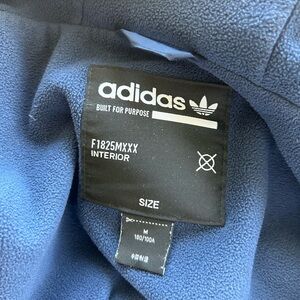 adidas
BUILT FOR PURPOSE
F1825MXXX
INTERIOR
SIZE
M
180/100A